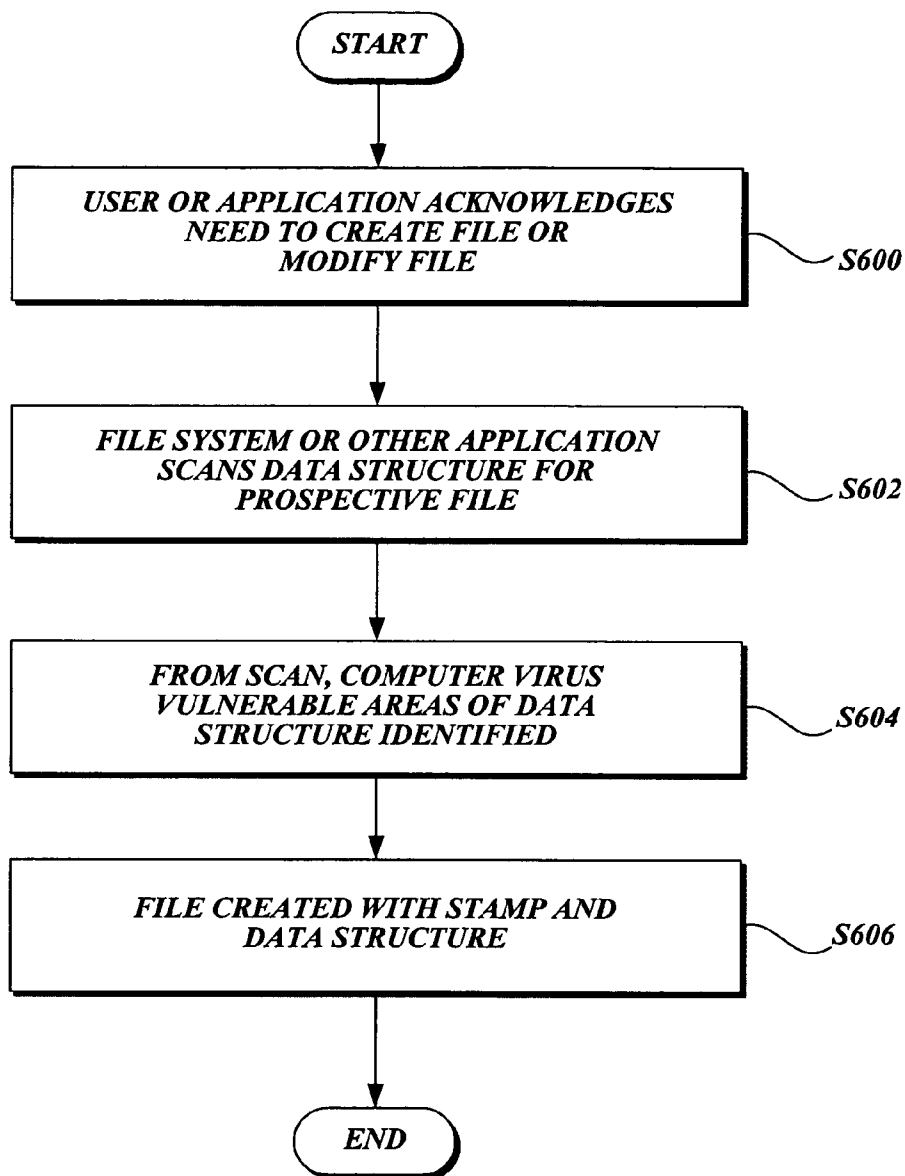 START
USER OR APPLICATION ACKNOWLEDGES
NEED TO CREATE FILE OR
MODIFY FILE
S600
FILE SYSTEM OR OTHER APPLICATION
SCANS DATA STRUCTURE FOR
PROSPECTIVE FILE
S602
FROM SCAN, COMPUTER VIRUS
VULNERABLE AREAS OF DATA
STRUCTURE IDENTIFIED
S604
FILE CREATED WITH STAMP AND
DATA STRUCTURE
S606
END